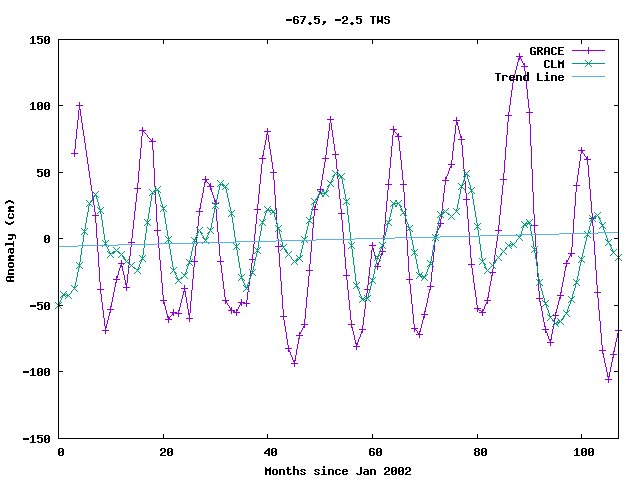 -67.5, -2.5 TWS
GRACE
CLM
Trend Line
150
100
50
0
-50
-100
-150
Anomaly (cm)
0 20 40 60 80 100
Months since Jan 2002